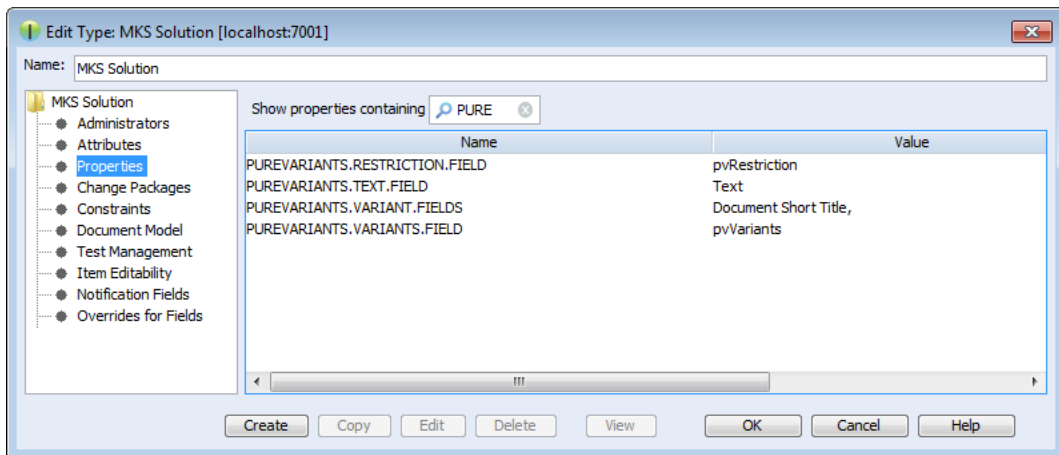 Edit Type: MKS Solution [localhost:7001]
Name: MKS Solution
MKS Solution
Administrators
Attributes
Properties
Change Packages
Constraints
Document Model
Test Management
Item Editability
Notification Fields
Overrides for Fields
Show properties containing PURE
Name Value
PUREVARIANTS.RESTRICTION.FIELD pvRestriction
PUREVARIANTS.TEXT.FIELD Text
PUREVARIANTS.VARIANT.FIELDS Document Short Title,
PUREVARIANTS.VARIANTS.FIELD pvVariants
Create Copy Edit Delete View OK Cancel Help